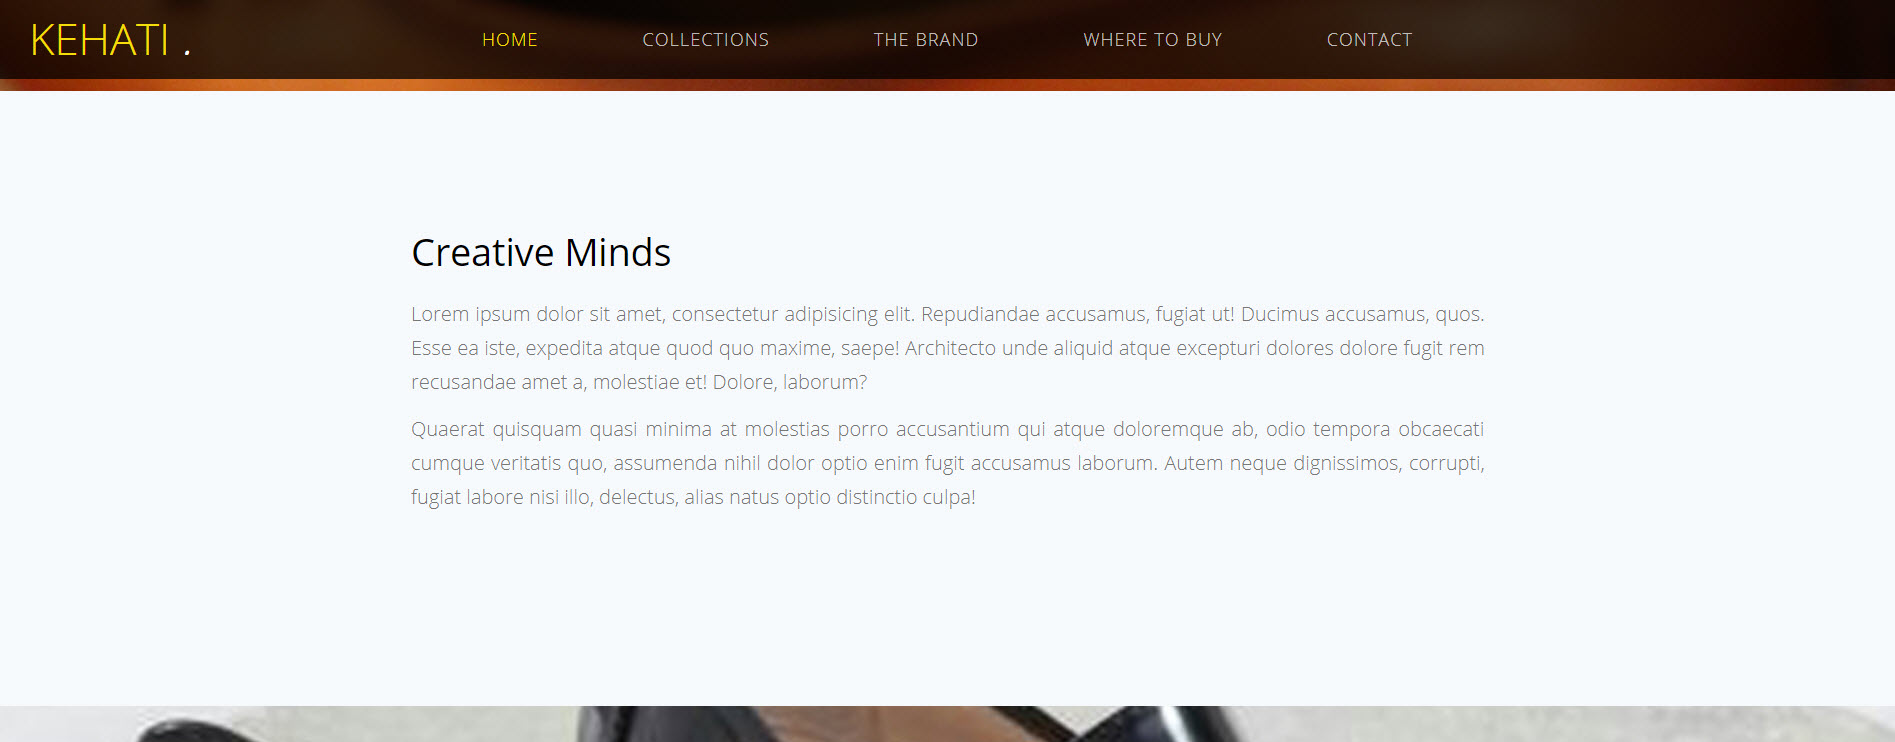 KEHATI .
HOME COLLECTIONS THE BRAND WHERE TO BUY CONTACT
Creative Minds
Lorem ipsum dolor sit amet, consectetur adipisicing elit. Repudiandae accusamus, fugiat ut! Ducimus accusamus, quos.
Esse ea iste, expedita atque quod quo maxime, saepe! Architecto unde aliquid atque excepturi dolores dolore fugit rem
recusandae amet a, molestiae et! Dolore, laborum?
Quaerat quisquam quasi minima at molestias porro accusantium qui atque doloremque ab, odio tempora obcaecati
cumque veritatis quo, assumenda nihil dolor optio enim fugit accusamus laborum. Autem neque dignissimos, corrupti,
fugiat labore nisi illo, delectus, alias natus optio distinctio culpa!